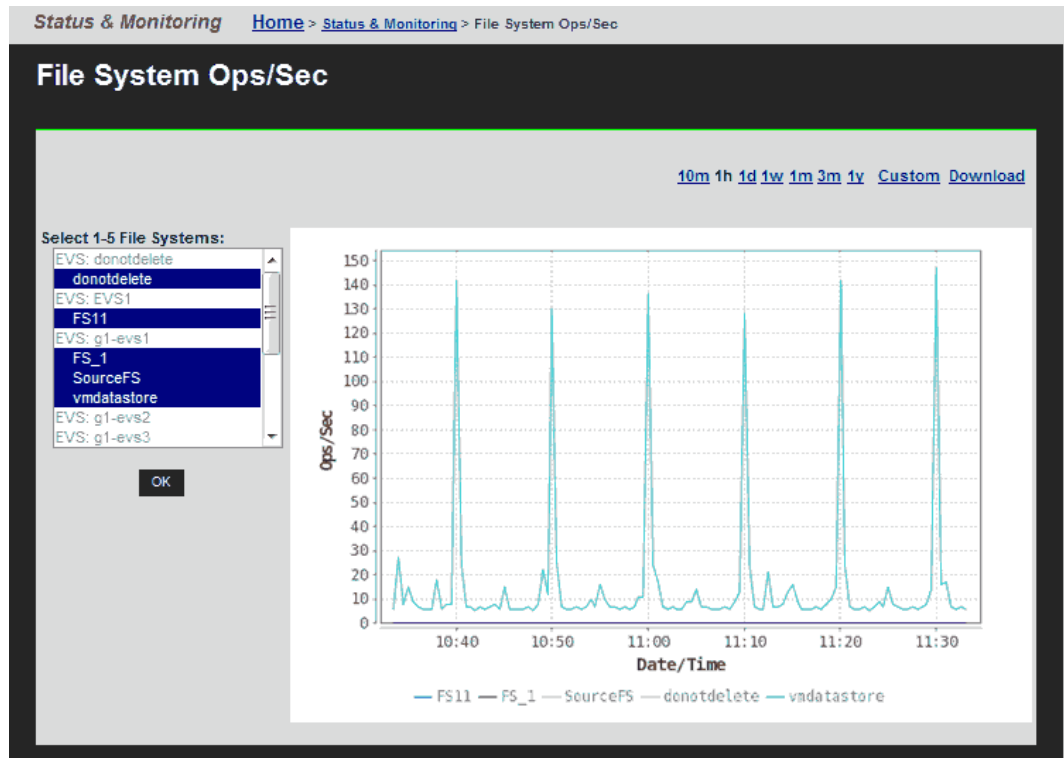 Status & Monitoring Home > Status & Monitoring > File System Ops/Sec
File System Ops/Sec
10m 1h 1d 1w 1m 3m 1y Custom Download
Select 1-5 File Systems:
EVS: donotdelete
donotdelete
EVS: EVS1
FS11
EVS: g1-evs1
FS_1
SourceFS
vmdatastore
EVS: g1-evs2
EVS: g1-evs3
OK
150
140
130
120
110
100
90
80
70
60
50
40
30
20
10
0
Ops/Sec
10:40 10:50 11:00 11:10 11:20 11:30
Date/Time
FS11 FS_1 SourceFS donotdelete vmdatastore